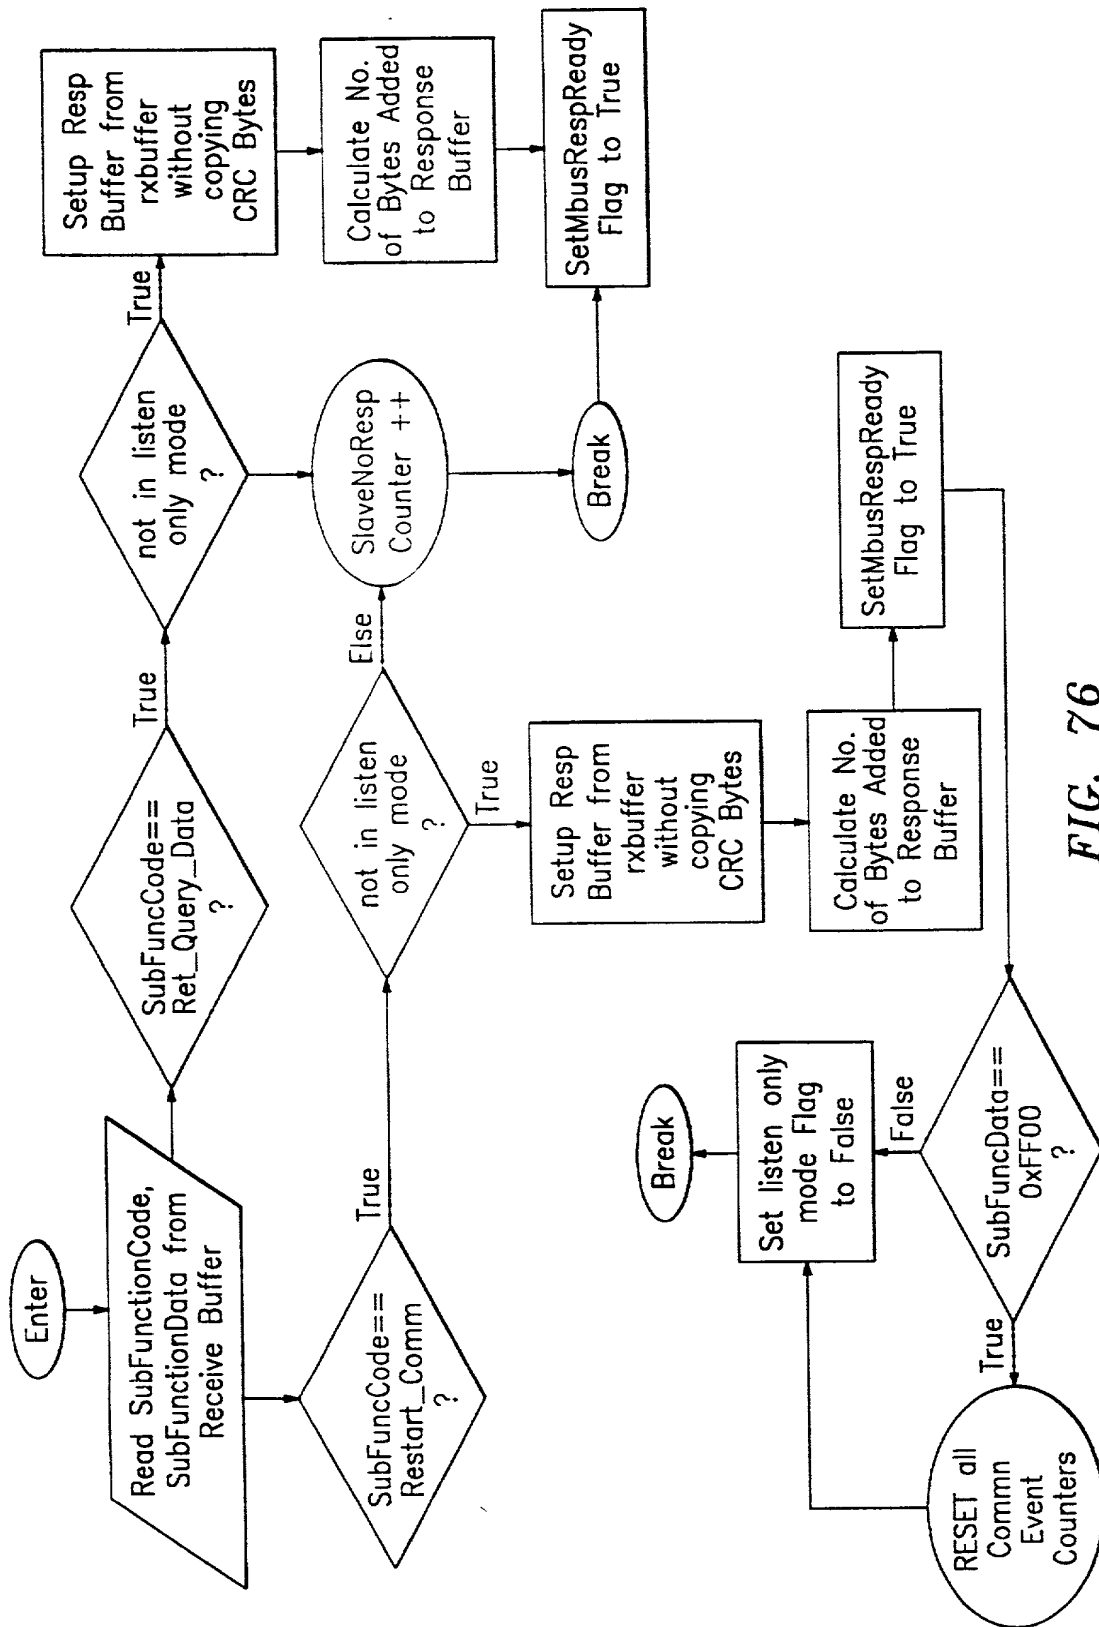 Enter
Read SubFunctionCode,
SubFunctionData from
Receive Buffer
SubFuncCode==
Ret_Query_Data
?
True
not in listen
only mode
?
True
Setup Resp
Buffer from
rxbuffer
without
copying
CRC Bytes
Calculate No.
of Bytes Added
to Response
Buffer
SetMbusRespReady
Flag to True
SubFuncCode==
Restart_Comm
?
True
not in listen
only mode
?
Else
SlaveNoResp
Counter ++
Break
True
Setup Resp
Buffer from
rxbuffer
without
copying
CRC Bytes
Calculate No.
of Bytes Added
to Response
Buffer
SetMbusRespReady
Flag to True
SubFuncData==
0xFF00
?
False
Set listen only
mode Flag
to False
Break
True
RESET all
Commn
Event
Counters
FIG. 76